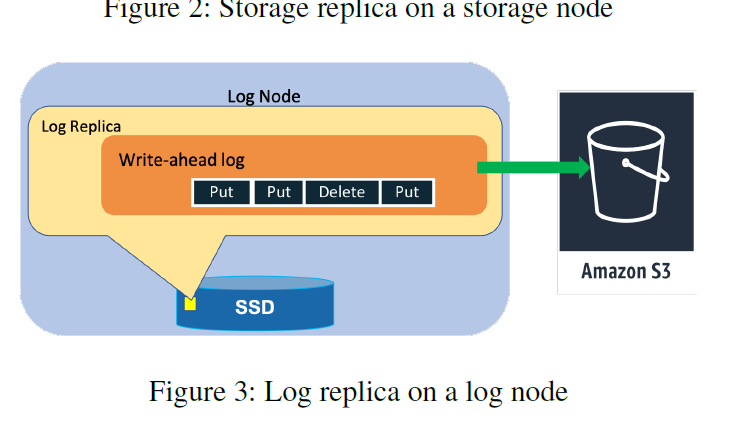 Figure 2: Storage replica on a storage node
Log Node
Log Replica
Write-ahead log
Put Put Delete Put
SSD
Amazon S3
Figure 3: Log replica on a log node